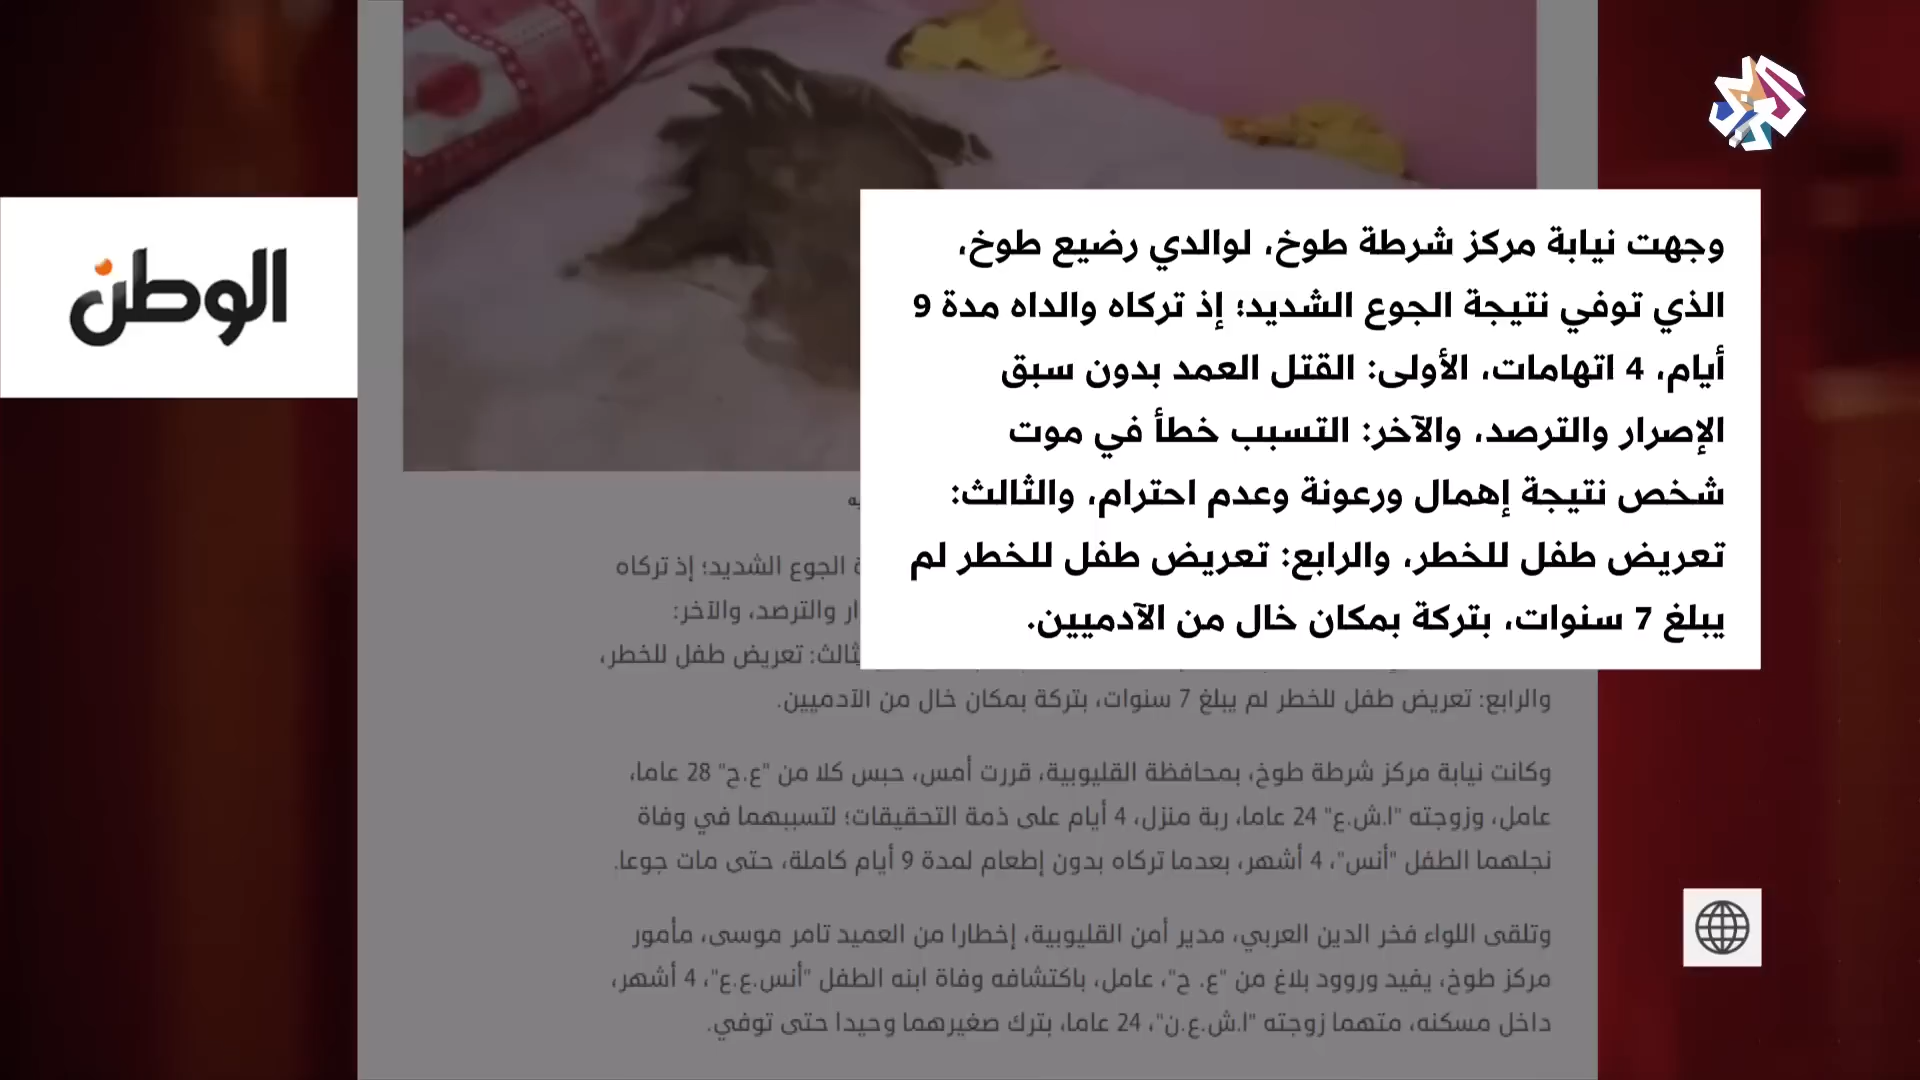 الوطن
وجهت نيابة مركز شرطة طوخ، لوالدي رضيع طوخ،
الذي توفي نتيجة الجوع الشديد؛ إذ تركاه والداه مدة 9
أيام، 4 اتهامات، الأولى: القتل العمد بدون سبق
الإصرار والترصد، والآخر: التسبب خطأ في موت
شخص نتيجة إهمال ورعونة وعدم احترام، والثالث:
تعريض طفل للخطر، والرابع: تعريض طفل للخطر لم
يبلغ 7 سنوات، بتركة بمكان خال من الآدميين.
الجوع الشديد؛ إذ تركاه
والترصد، والآخر:
تعريض طفل للخطر،
والرابع: تعريض طفل للخطر لم يبلغ 7 سنوات، بتركة بمكان خال من الآدميين.
وكانت نيابة مركز شرطة طوخ، بمحافظة القليوبية، قررت أمس، حبس كلا من "ع.ح" 28 عاما،
عامل، وزوجته "ا.ش.ع" 24 عاما، ربة منزل، 4 أيام على ذمة التحقيقات؛ لتسببهما في وفاة
نجلهما الطفل "أنس"، 4 أشهر، بعدما تركاه بدون إطعام لمدة 9 أيام كاملة، حتى مات جوعا.
وتلقى اللواء فخر الدين العربي، مدير أمن القليوبية، إخطارا من العميد تامر موسى، مأمور
مركز طوخ، يفيد وروود بلاغ من "ع. ح"، عامل، باكتشافه وفاة ابنه الطفل "أنس.ع.ع"، 4 أشهر،
داخل مسكنه، متهما زوجته "ا.ش.ع.ن"، 24 عاما، بترك صغيرهما وحيدا حتى توفي.